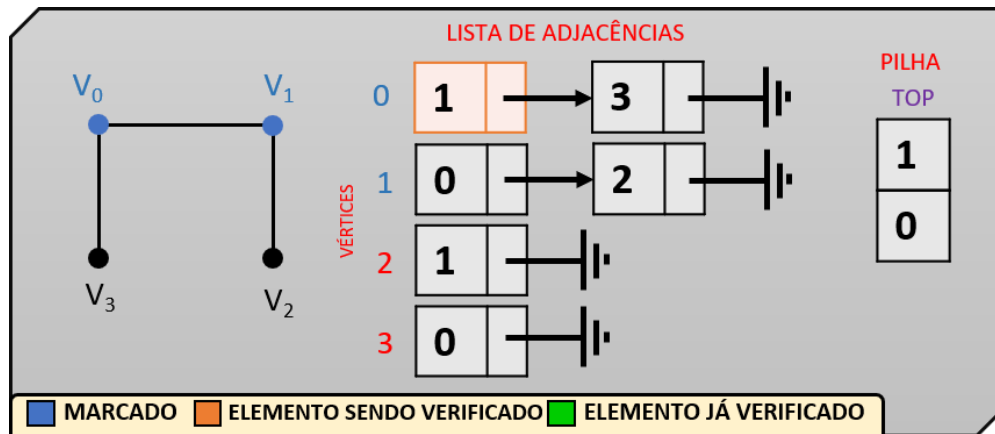 LISTA DE ADJACÊNCIAS
PILHA
TOP
V0 V1
V3 V2
VÉRTICES
0 1 3
1 0 2
2 1
3 0
1
0
MARCADO ELEMENTO SENDO VERIFICADO ELEMENTO JÁ VERIFICADO